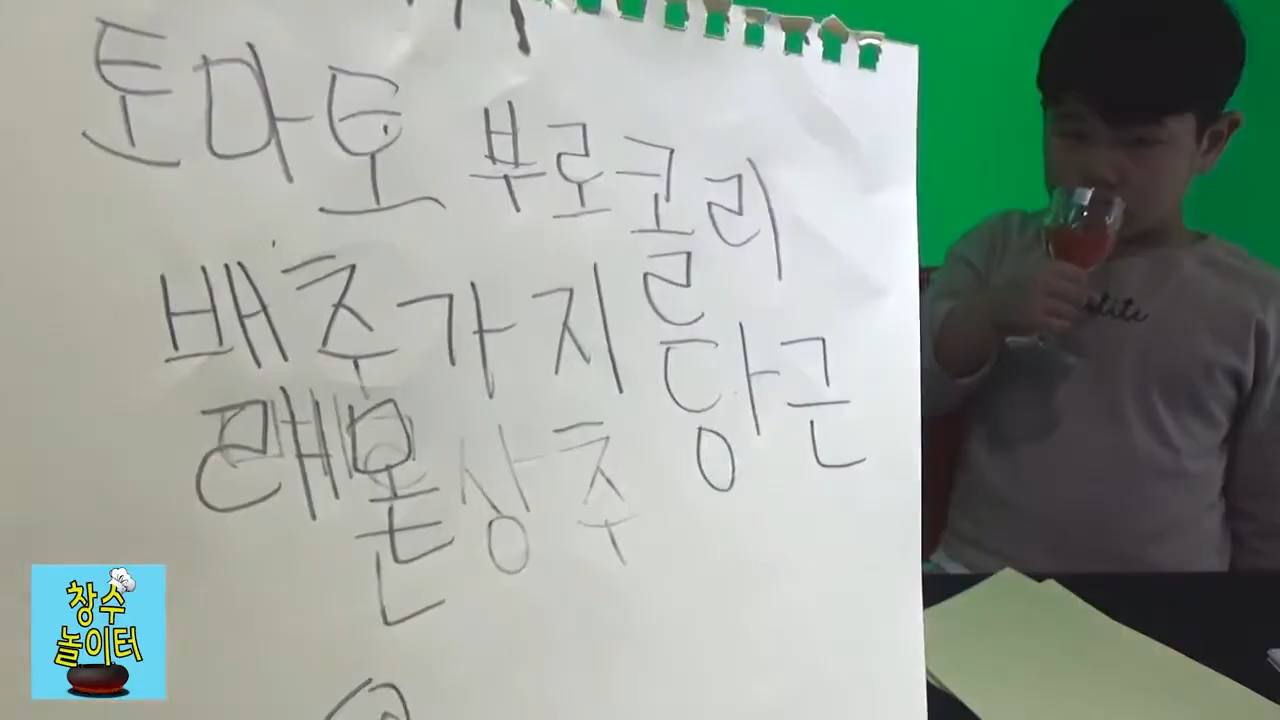 토마토 부로코리
배추 가지 당근
래몬 상추
창수
놀이터